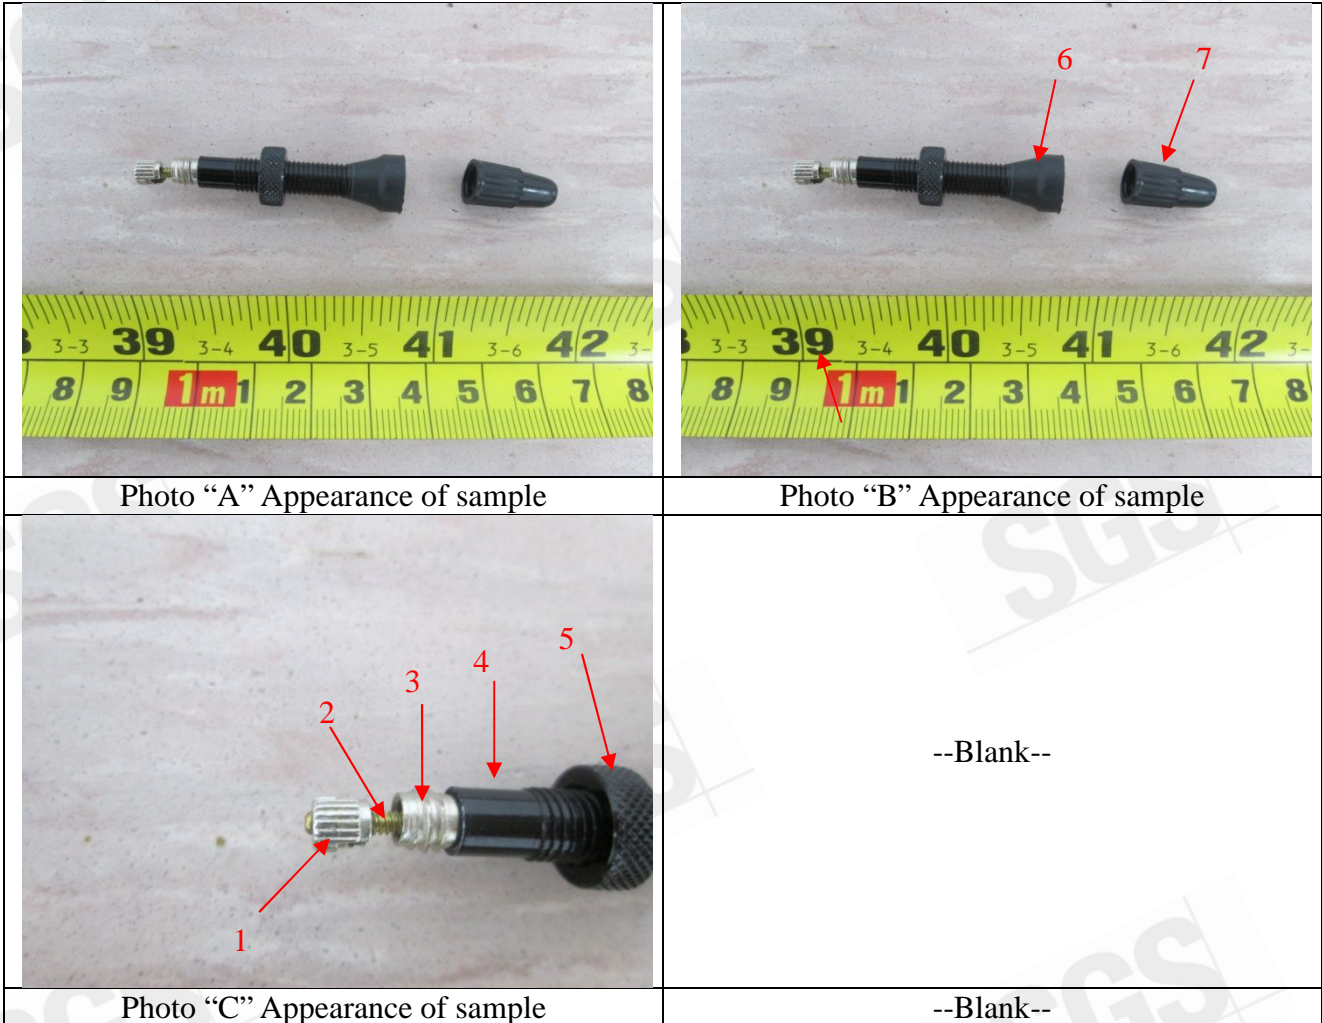 6 7
3-3 39 3-4 40 3-5 41 3-6 42 3-
8 9 1m 1 2 3 4 5 6 7 8
3-3 39 3-4 40 3-5 41 3-6 42 3-
8 9 1m 1 2 3 4 5 6 7 8
Photo “A” Appearance of sample
Photo “B” Appearance of sample
1
2
3
4
5
SGS
--Blank--
SGS
Photo “C” Appearance of sample
--Blank--